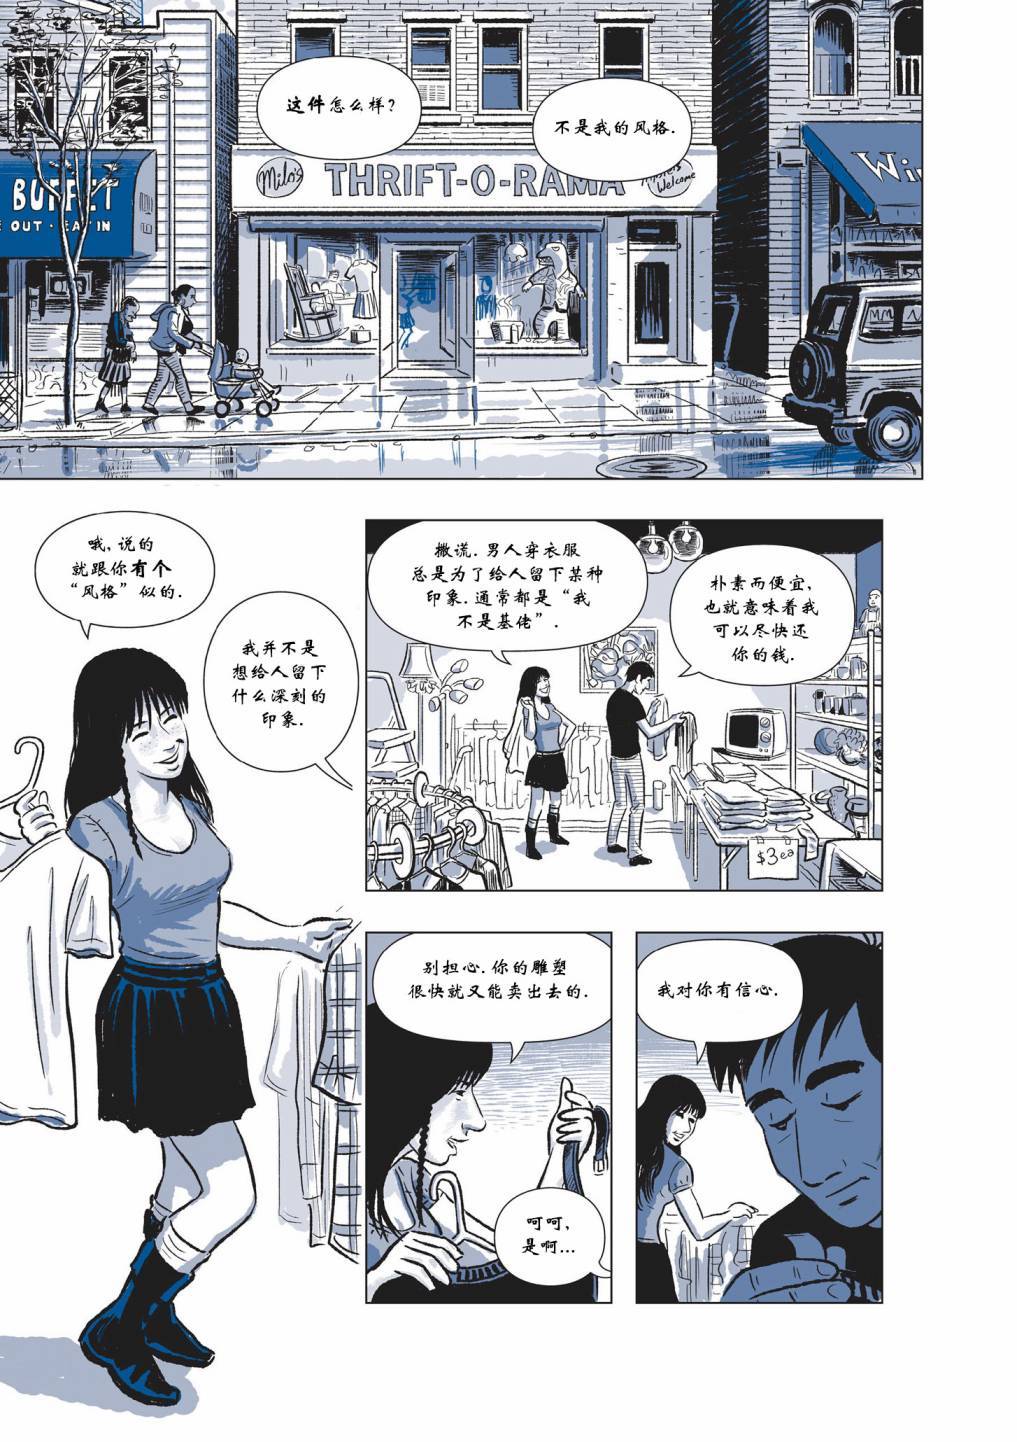 这件怎么样?
不是我的风格.
Milo's
THRIFT-O-RAMA
Welcome
BUFFET
OUT · EAT IN
Wi
哦, 说的
就跟你有个
“风格” 似的.
我并不是
想给人留下
什么深刻的
印象.
撒谎. 男人穿衣服
总是为了给人留下某种
印象. 通常都是“我
不是基佬”.
朴素而便宜,
也就意味着我
可以尽快还
你的钱.
$3ea
别担心. 你的雕塑
很快就又能卖出去的.
呵呵,
是啊...
我对你有信心.